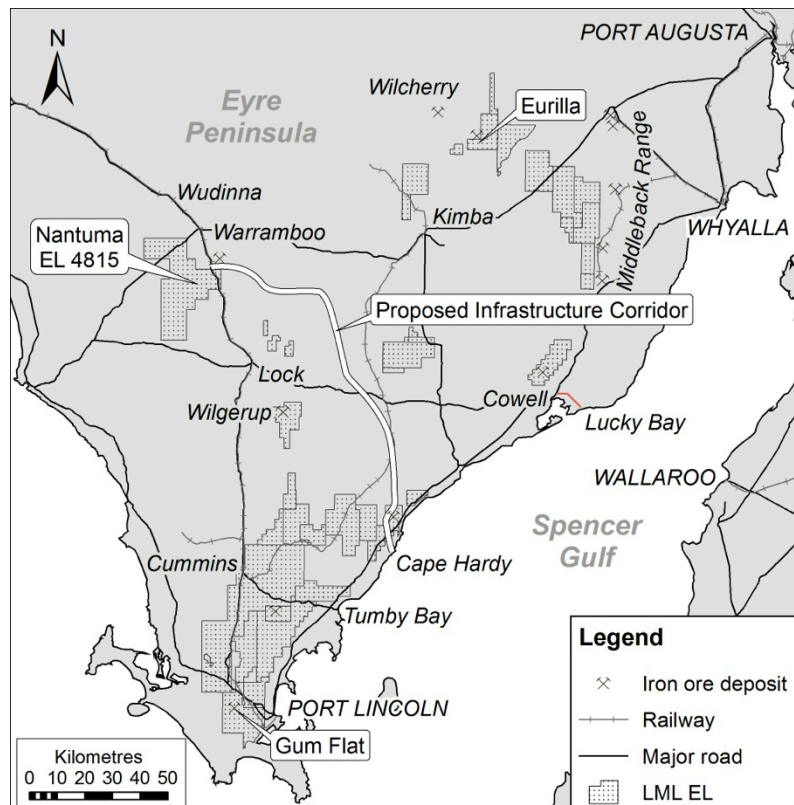 PORT AUGUSTA
N
Wilcherry
Eurilla
Eyre
Peninsula
Wudinna
Kimba
Middleback Range
WHYALLA
Warramboo
Nantuma
EL 4815
Proposed Infrastructure Corridor
Lock
Cowell
Wilgerup
Lucky Bay
WALLAROO
Spencer
Gulf
Cummins
Cape Hardy
Tumby Bay
PORT LINCOLN
Gum Flat
Legend
Iron ore deposit
Railway
Major road
LML EL
Kilometres
0 10 20 30 40 50